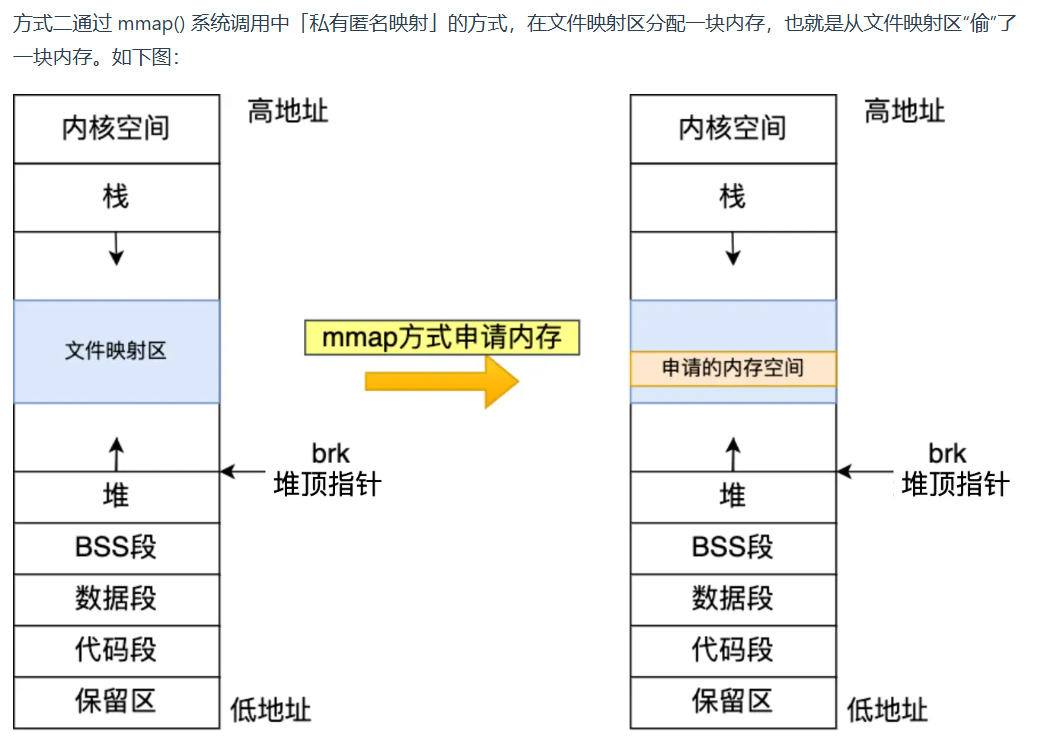 方式二通过 mmap() 系统调用中「私有匿名映射」的方式，在文件映射区分配一块内存，也就是从文件映射区“偷”了
一块内存。如下图：
内核空间
高地址
栈
文件映射区
brk
堆顶指针
堆
BSS段
数据段
代码段
保留区
低地址
mmap方式申请内存
内核空间
高地址
栈
申请的内存空间
brk
堆顶指针
堆
BSS段
数据段
代码段
保留区
低地址